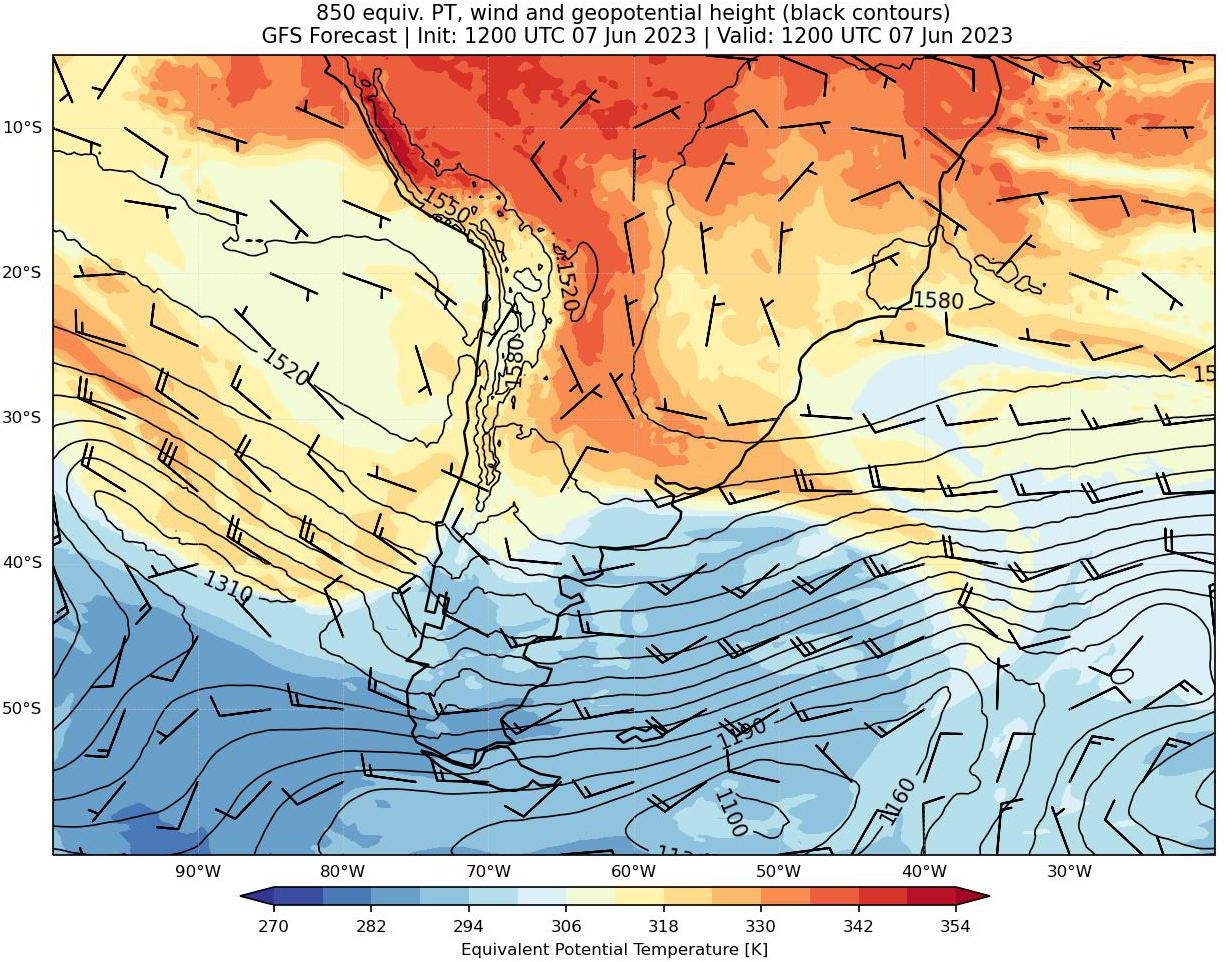 850 equiv. PT, wind and geopotential height (black contours)
GFS Forecast | Init: 1200 UTC 07 Jun 2023 | Valid: 1200 UTC 07 Jun 2023
10°S
1550
20°S
1520
1580
1580
1520
15
30°S
40°S
1310
50°S
1190
1160
1100
90°W 80°W 70°W 60°W 50°W 40°W 30°W
270 282 294 306 318 330 342 354
Equivalent Potential Temperature [K]